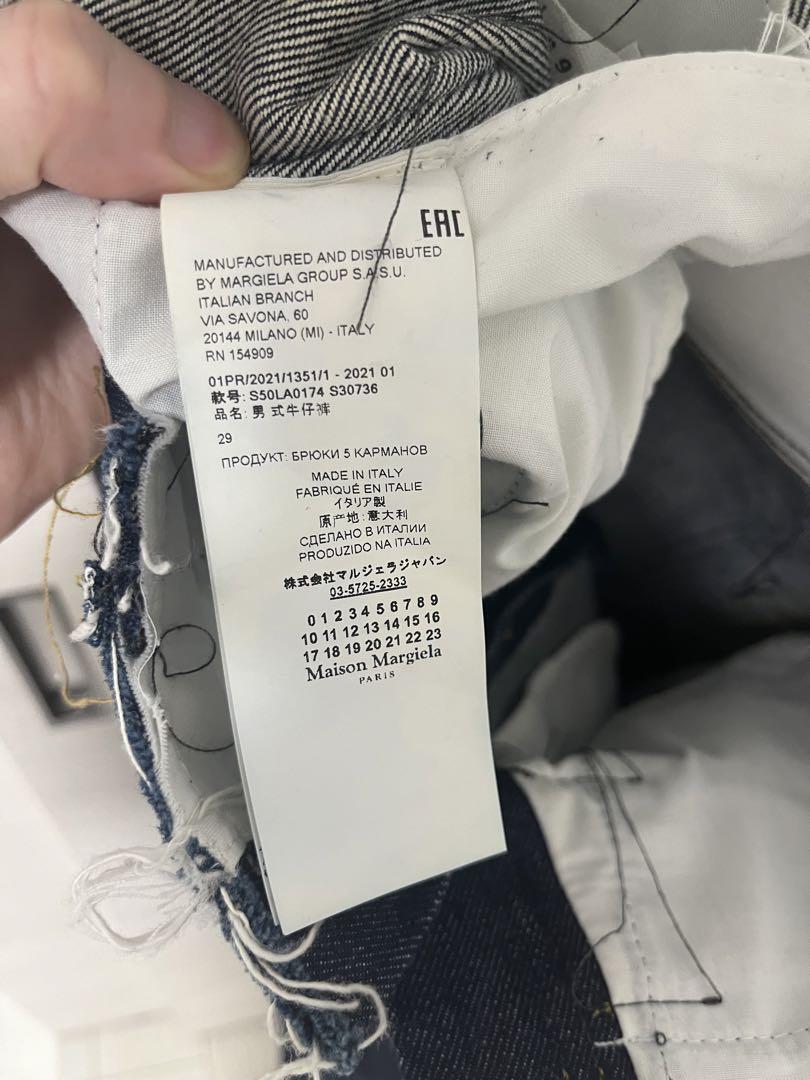 EAC
MANUFACTURED AND DISTRIBUTED
BY MARGIELA GROUP S.A.S.U.
ITALIAN BRANCH
VIA SAVONA, 60
20144 MILANO (MI) - ITALY
RN 154909
01PR/2021/1351/1 - 2021 01
款号: S50LA0174 S30736
品名: 男式牛仔裤
29
ПРОДУКТ: БРЮКИ 5 КАРМАНОВ
MADE IN ITALY
FABRIQUÉ EN ITALIE
イタリア製
原产地: 意大利
СДЕЛАНО В ИТАЛИИ
PRODUZIDO NA ITALIA
株式会社マルジェラジャパン
03-5725-2333
0 1 2 3 4 5 6 7 8 9
10 11 12 13 14 15 16
17 18 19 20 21 22 23
Maison Margiela
PARIS